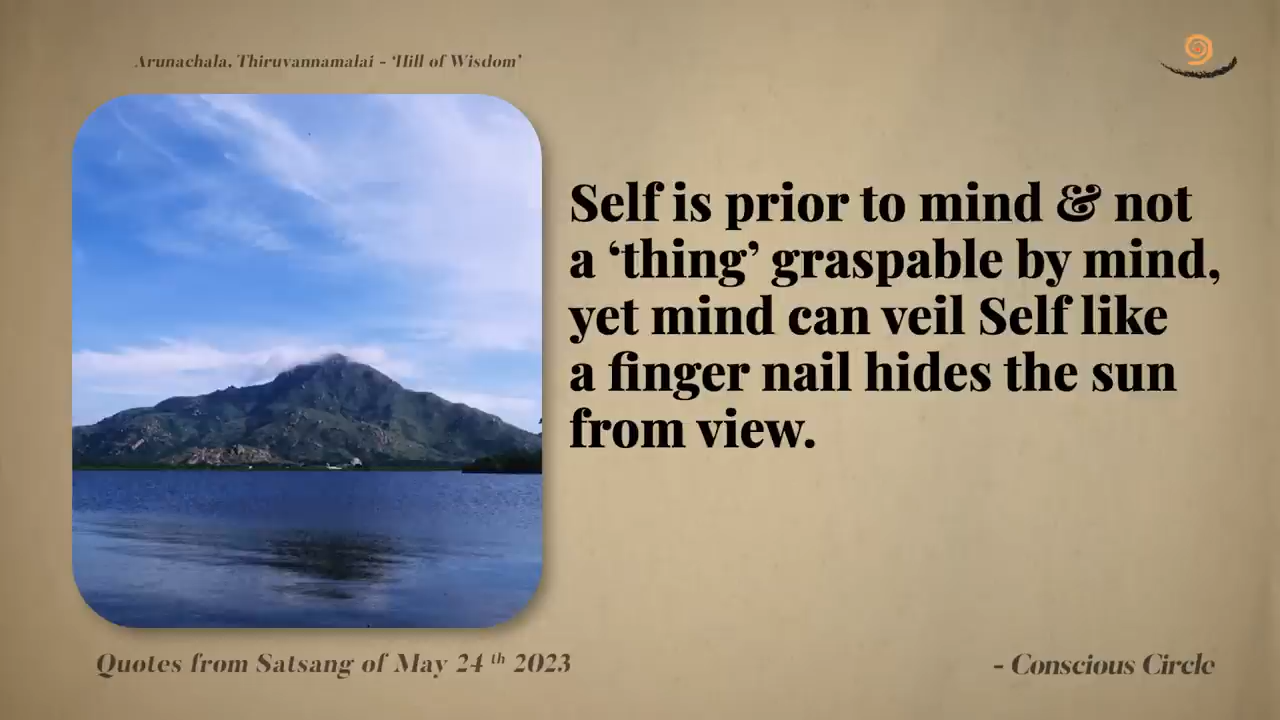 Arunachala, Thiruvannamalai - ‘Hill of Wisdom’
Self is prior to mind & not
a ‘thing’ graspable by mind,
yet mind can veil Self like
a finger nail hides the sun
from view.
Quotes from Satsang of May 24 th 2023
- Conscious Circle